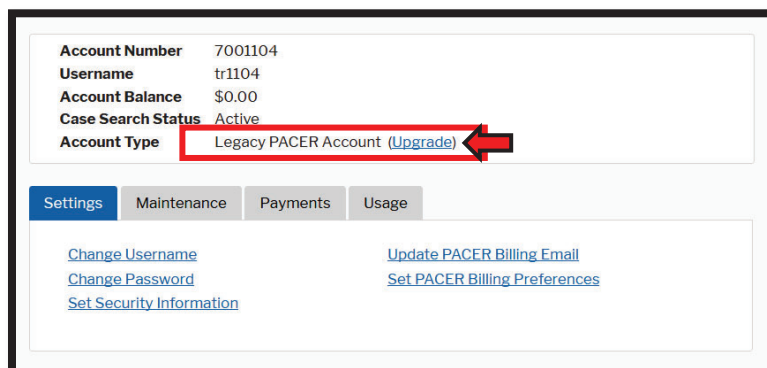 Account Number 7001104
Username tr1104
Account Balance $0.00
Case Search Status Active
Account Type Legacy PACER Account (Upgrade)
Settings Maintenance Payments Usage
Change Username Update PACER Billing Email
Change Password Set PACER Billing Preferences
Set Security Information